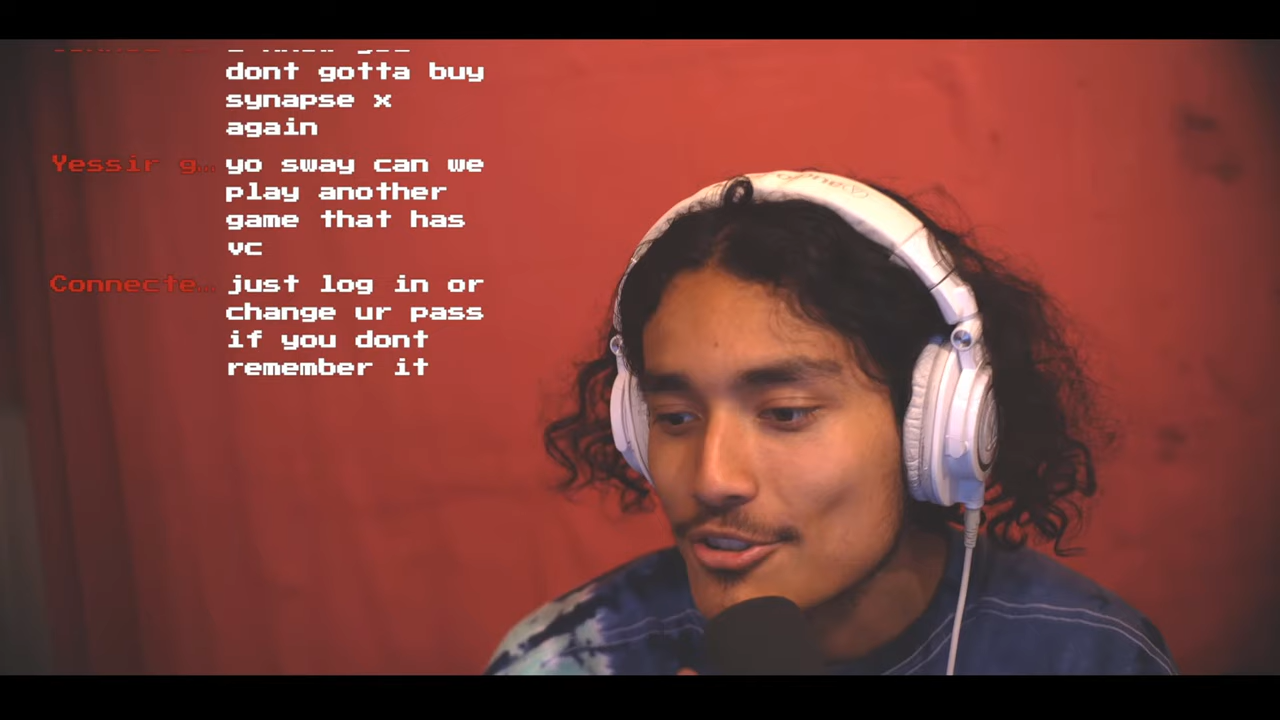 dont gotta buy
synapse x
again
Yessir g… yo sway can we
play another
game that has
vc
Connecte… just log in or
change ur pass
if you dont
remember it